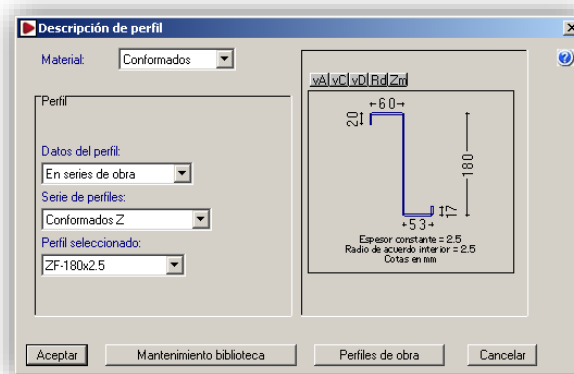 Descripción de perfil
Material: Conformados
Perfil
Datos del perfil:
En series de obra
Serie de perfiles:
Conformados Z
Perfil seleccionado:
ZF-180x2.5
vA vC vD Rd Zm
60
20
180
17
53
Espesor constante = 2.5
Radio de acuerdo interior = 2.5
Cotas en mm
Aceptar Mantenimiento biblioteca Perfiles de obra Cancelar